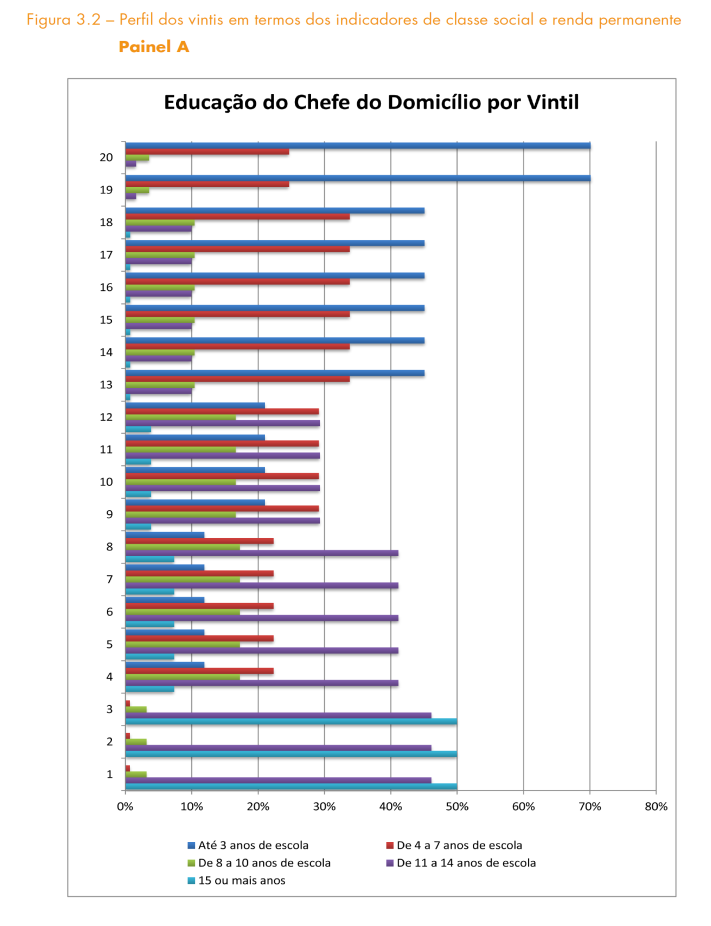 Figura 3.2 – Perfil dos vintis em termos dos indicadores de classe social e renda permanente
Painel A
Educação do Chefe do Domicílio por Vintil
20
19
18
17
16
15
14
13
12
11
10
9
8
7
6
5
4
3
2
1
0% 10% 20% 30% 40% 50% 60% 70% 80%
Até 3 anos de escola De 4 a 7 anos de escola
De 8 a 10 anos de escola De 11 a 14 anos de escola
15 ou mais anos